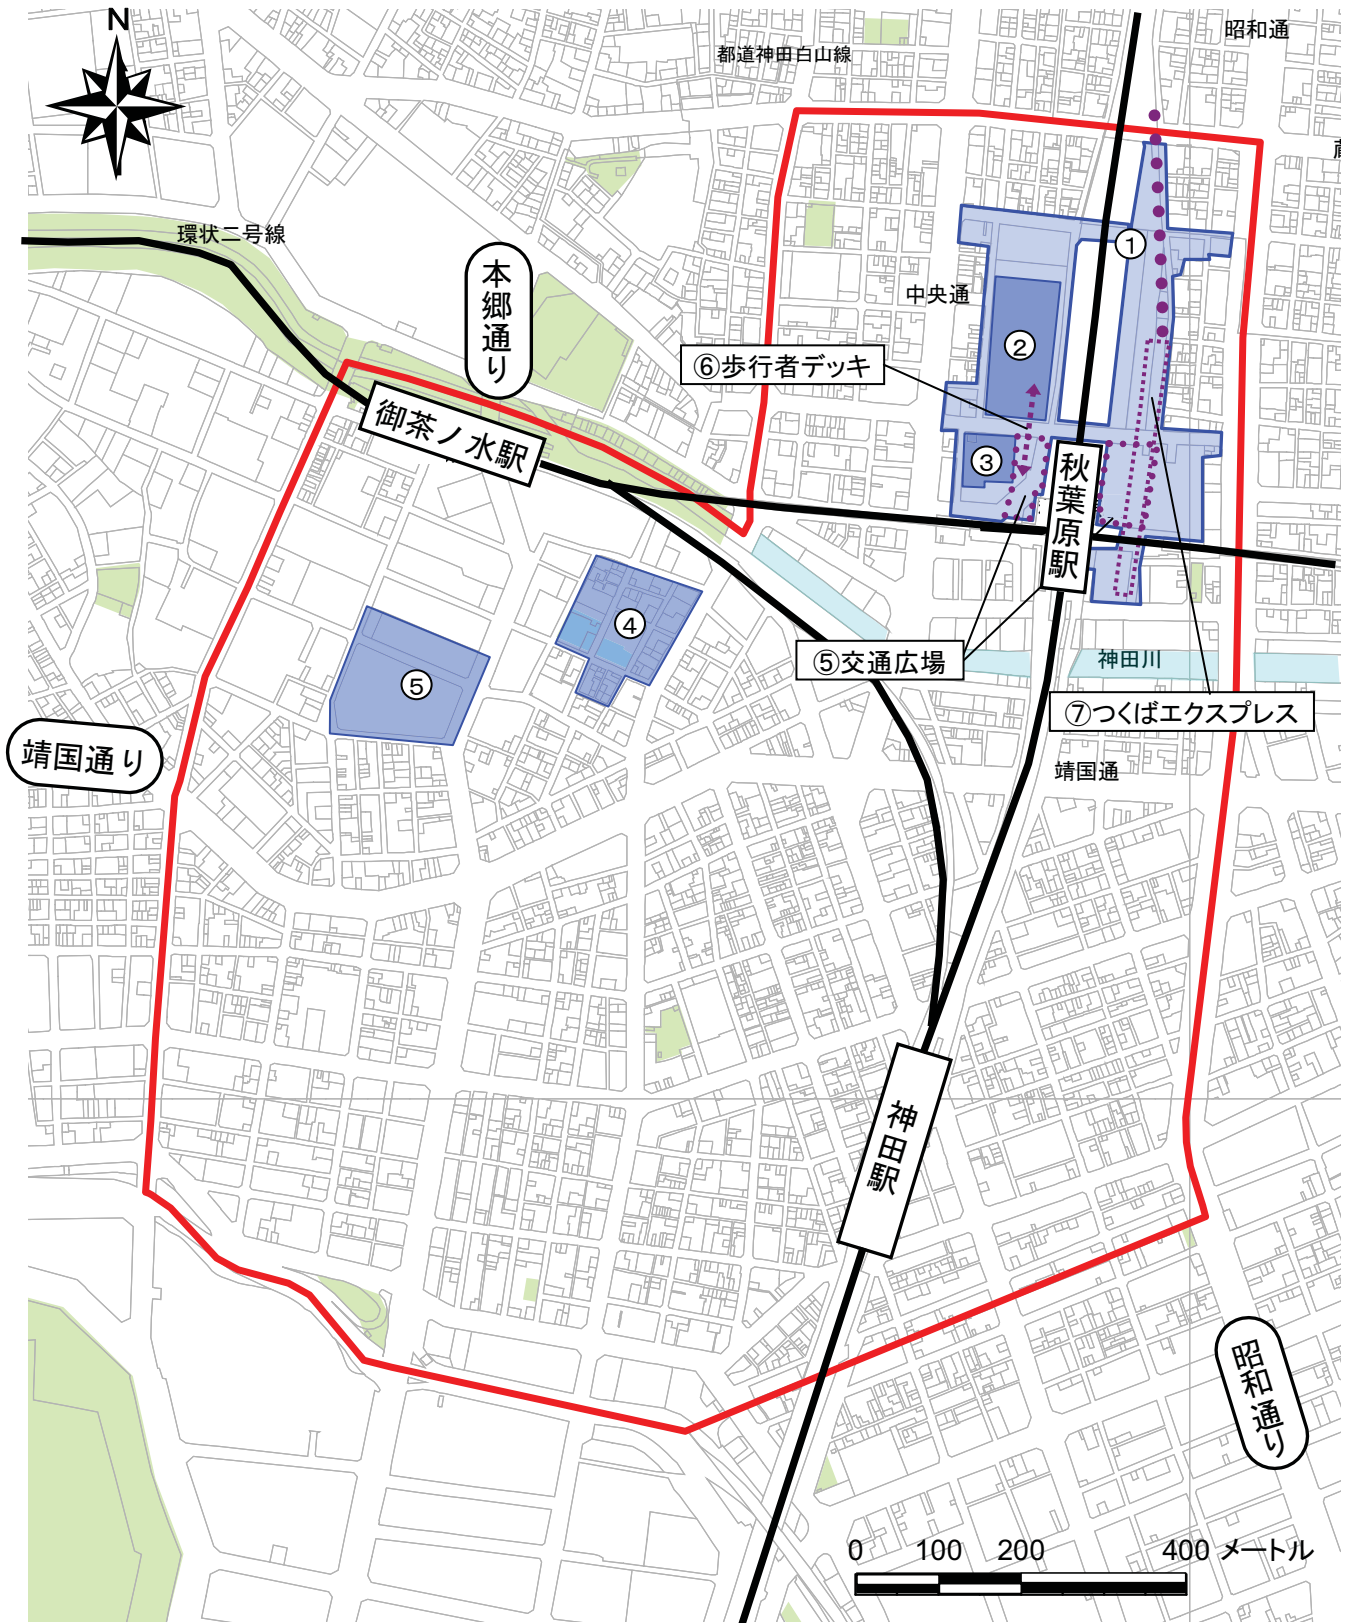 N
昭和通
都道神田白山線
環状二号線
本郷通り
①
中央通
②
⑥歩行者デッキ
御茶ノ水駅
③
秋葉原駅
④
⑤交通広場
神田川
⑤
⑦つくばエクスプレス
靖国通り
靖国通
神田駅
昭和通り
0 100 200 400 メートル